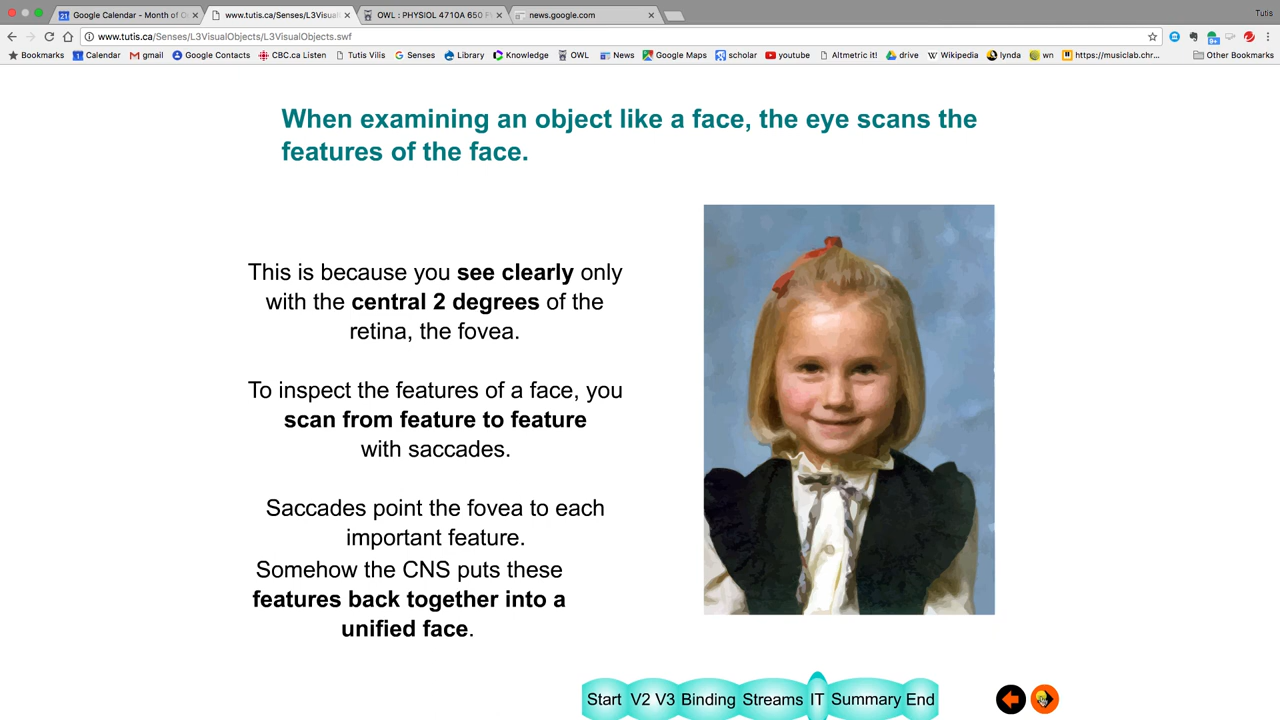 Google Calendar - Month of O
www.tutis.ca/Senses/L3Visual
OWL : PHYSIOL 4710A 650 F
news.google.com
Tutis
www.tutis.ca/Senses/L3VisualObjects/L3VisualObjects.swf
Bookmarks Calendar gmail Google Contacts CBC.ca Listen Tutis Vilis Senses Library Knowledge OWL News Google Maps scholar youtube Altmetric it! drive Wikipedia lynda wn https://musiclab.chr... Other Bookmarks
When examining an object like a face, the eye scans the
features of the face.
This is because you see clearly only
with the central 2 degrees of the
retina, the fovea.
To inspect the features of a face, you
scan from feature to feature
with saccades.
Saccades point the fovea to each
important feature.
Somehow the CNS puts these
features back together into a
unified face.
Start V2 V3 Binding Streams IT Summary End